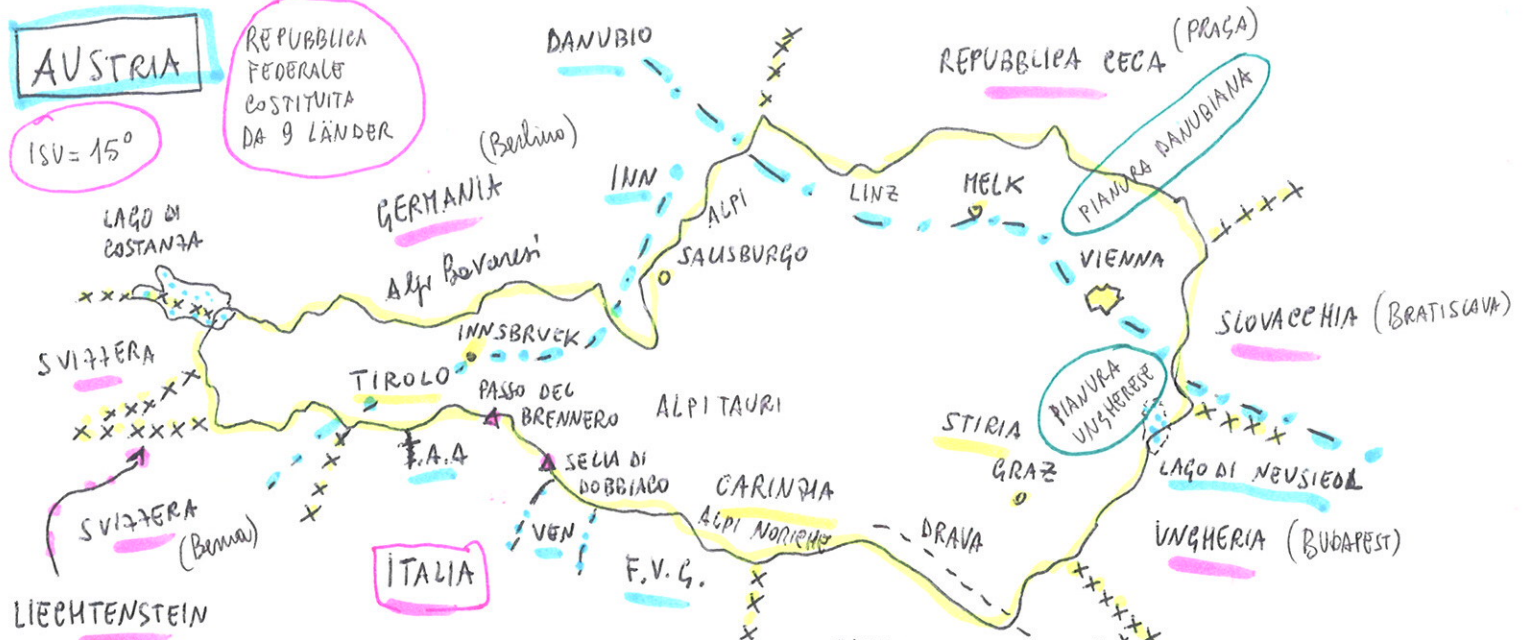 AUSTRIA
REPUBBLICA
FEDERALE
COSTITUITA
DA 9 LÄNDER
ISU = 15°
DANUBIO
REPUBBLICA CECA
(PRAGA)
PIANURA DANUBIANA
(Berlino)
GERMANIA
INN
ALPI
LINZ
MELK
LAGO DI
COSTANZA
Alpi Bavaresi
SALISBURGO
VIENNA
SLOVACCHIA (BRATISLAVA)
SVIZZERA
INNSBRUCK
TIROLO
PASSO DEL
BRENNERO
ALPI TAURI
PIANURA
UNGHERESE
STIRIA
GRAZ
T.A.A
SELLA DI
DOBBIACO
CARINZIA
ALPI NORICHE
LAGO DI NEUSIEDL
SVIZZERA
(Berna)
VEN
DRAVA
UNGHERIA (BUDAPEST)
ITALIA
F.V.G.
LIECHTENSTEIN